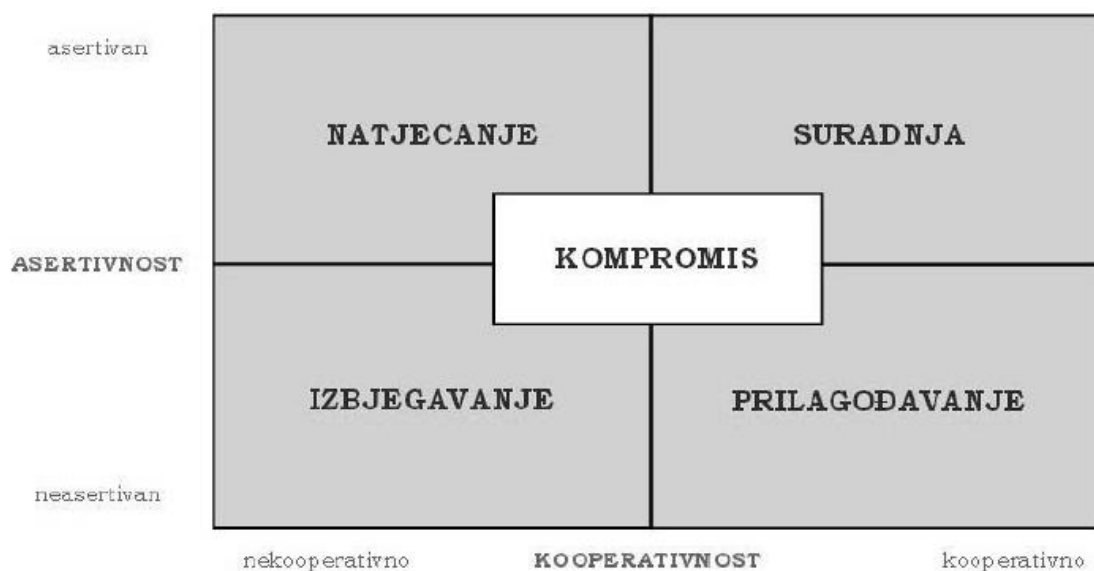 asertivan
NATJECANJE
SURADNJA
ASERTIVNOST
KOMPROMIS
IZBJEGAVANJE
PRILAGOĐAVANJE
neasertivan
nekooperativno
KOOPERATIVNOST
kooperativno